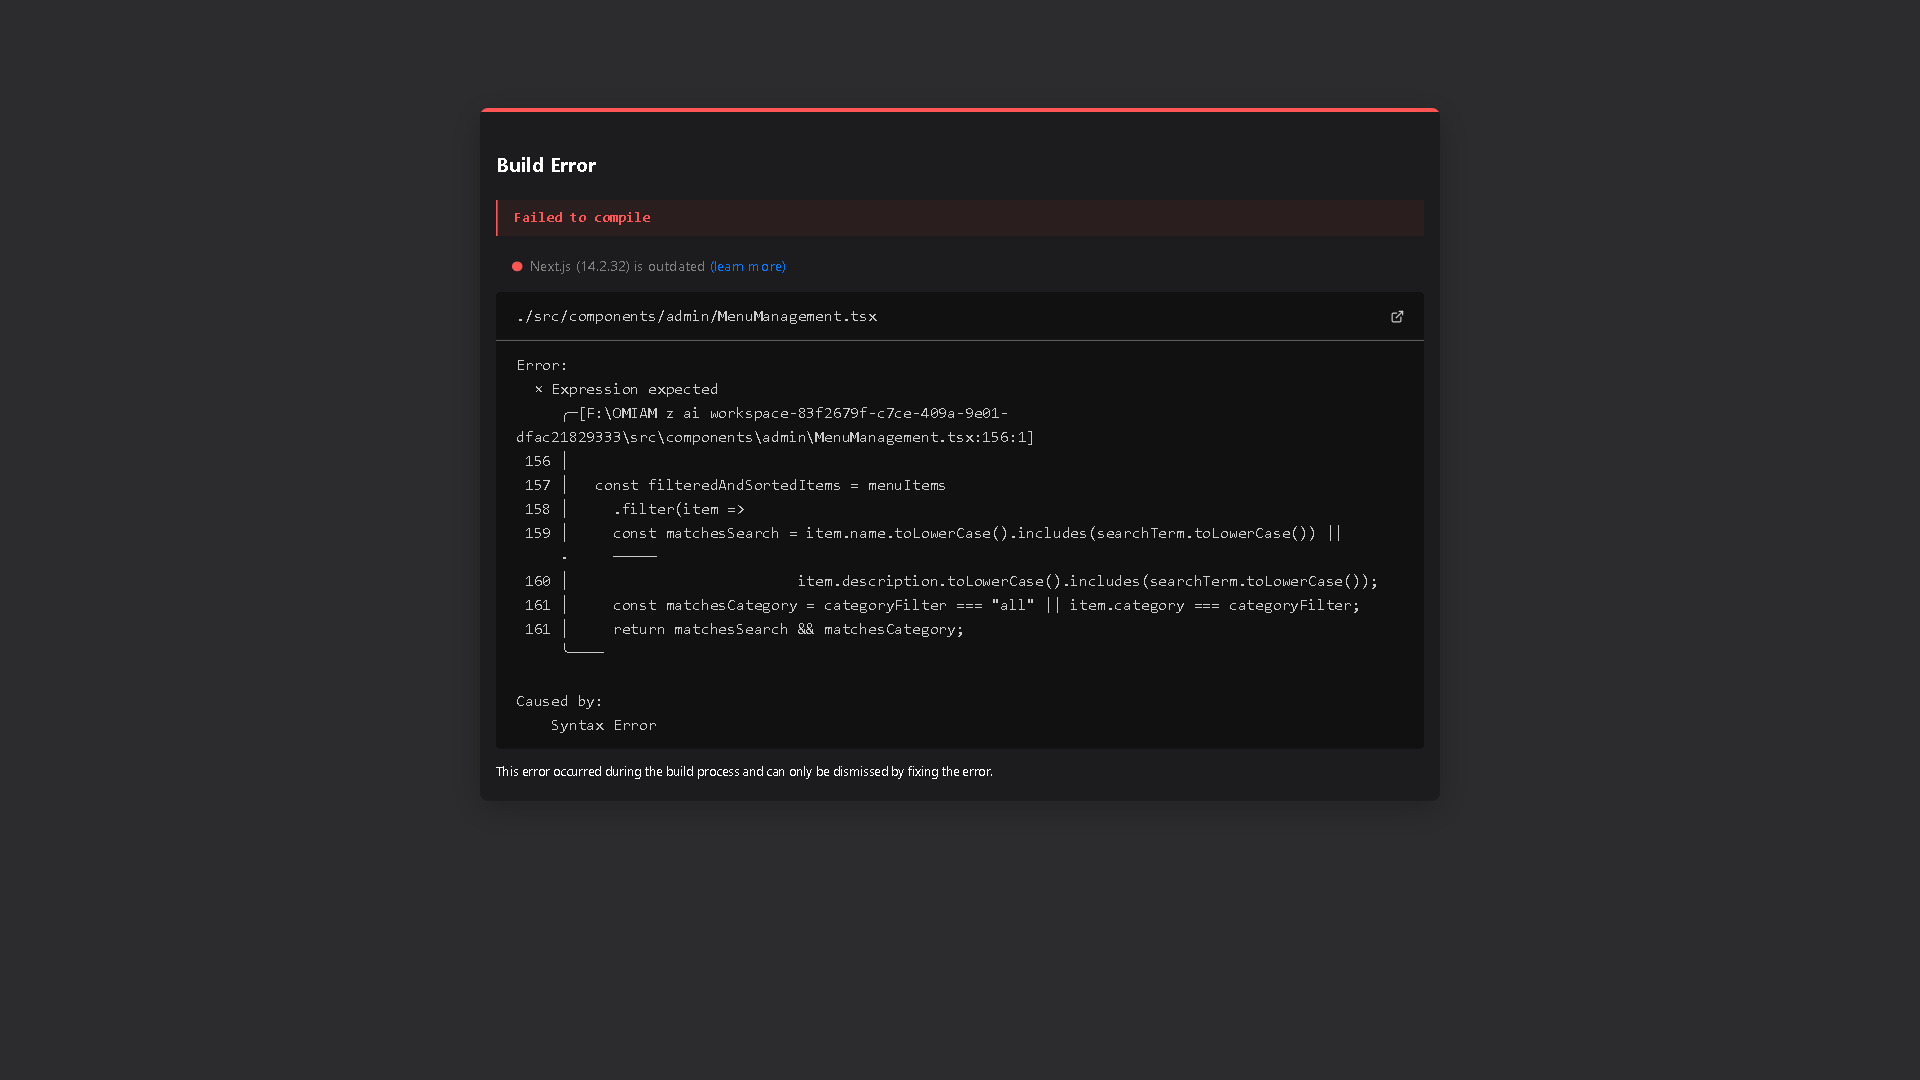 Build Error
Failed to compile
Next.js (14.2.32) is outdated (learn more)
./src/components/admin/MenuManagement.tsx
Error:
× Expression expected
╭─[F:\OMIAM z ai workspace-83f2679f-c7ce-409a-9e01-
dfac21829333\src\components\admin\MenuManagement.tsx:156:1]
156 │
157 │   const filteredAndSortedItems = menuItems
158 │     .filter(item =>
159 │     const matchesSearch = item.name.toLowerCase().includes(searchTerm.toLowerCase()) ||
·     ─────
160 │                          item.description.toLowerCase().includes(searchTerm.toLowerCase());
161 │     const matchesCategory = categoryFilter === "all" || item.category === categoryFilter;
161 │     return matchesSearch && matchesCategory;
╰────
Caused by:
Syntax Error
This error occurred during the build process and can only be dismissed by fixing the error.